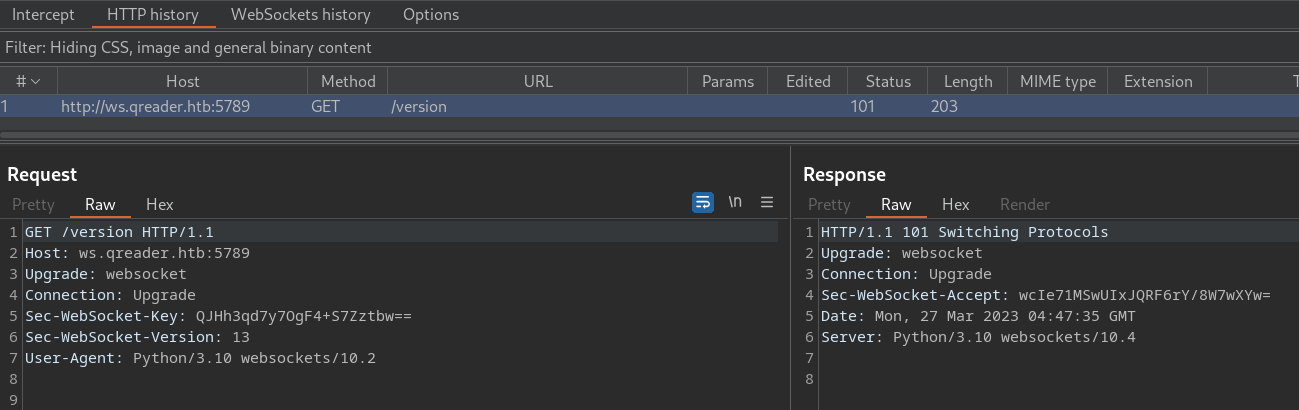 Intercept HTTP history WebSockets history Options
Filter: Hiding CSS, image and general binary content
# Host Method URL Params Edited Status Length MIME type Extension T
1 http://ws.qreader.htb:5789 GET /version 101 203
Request
Pretty Raw Hex \n
1 GET /version HTTP/1.1
2 Host: ws.qreader.htb:5789
3 Upgrade: websocket
4 Connection: Upgrade
5 Sec-WebSocket-Key: QJHh3qd7y7OgF4+S7Zztbw==
6 Sec-WebSocket-Version: 13
7 User-Agent: Python/3.10 websockets/10.2
8
9
Response
Pretty Raw Hex Render
1 HTTP/1.1 101 Switching Protocols
2 Upgrade: websocket
3 Connection: Upgrade
4 Sec-WebSocket-Accept: wcIe71MSwUIxJQRF6rY/8W7wXYw=
5 Date: Mon, 27 Mar 2023 04:47:35 GMT
6 Server: Python/3.10 websockets/10.4
7
8